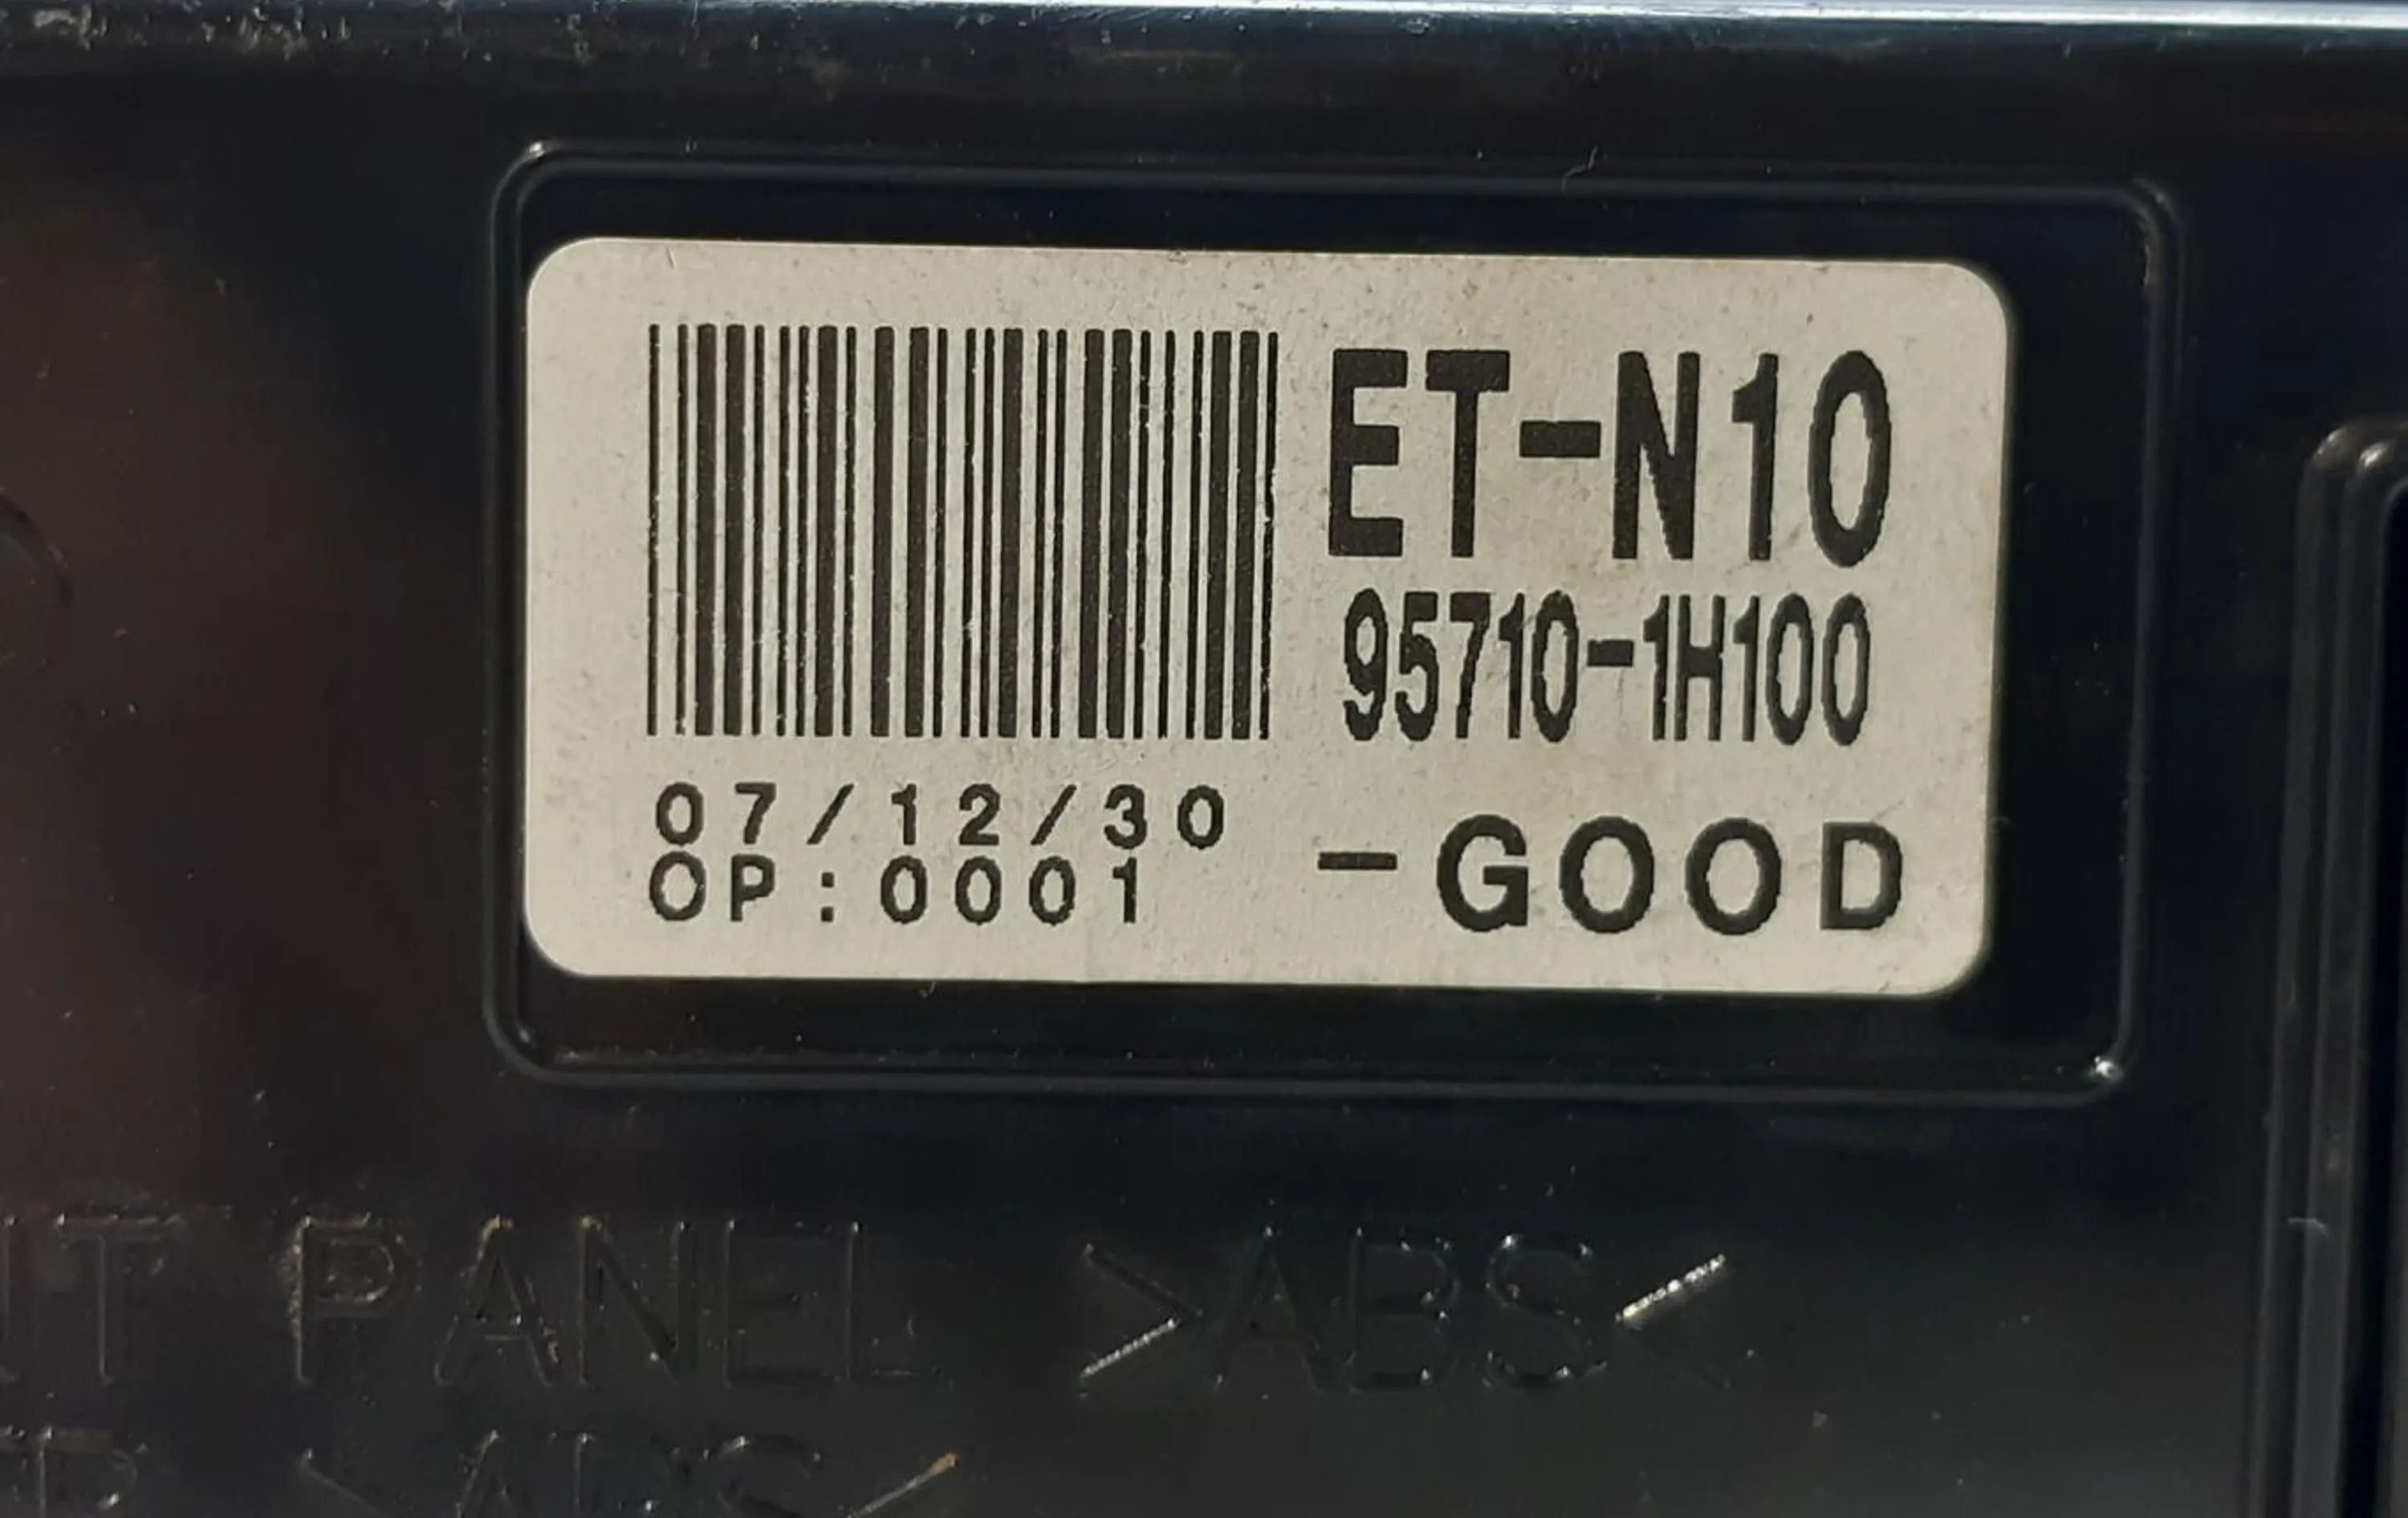 ET-N10
95710-1H100
07/12/30
OP:0001
-GOOD
PANEL >ABS<